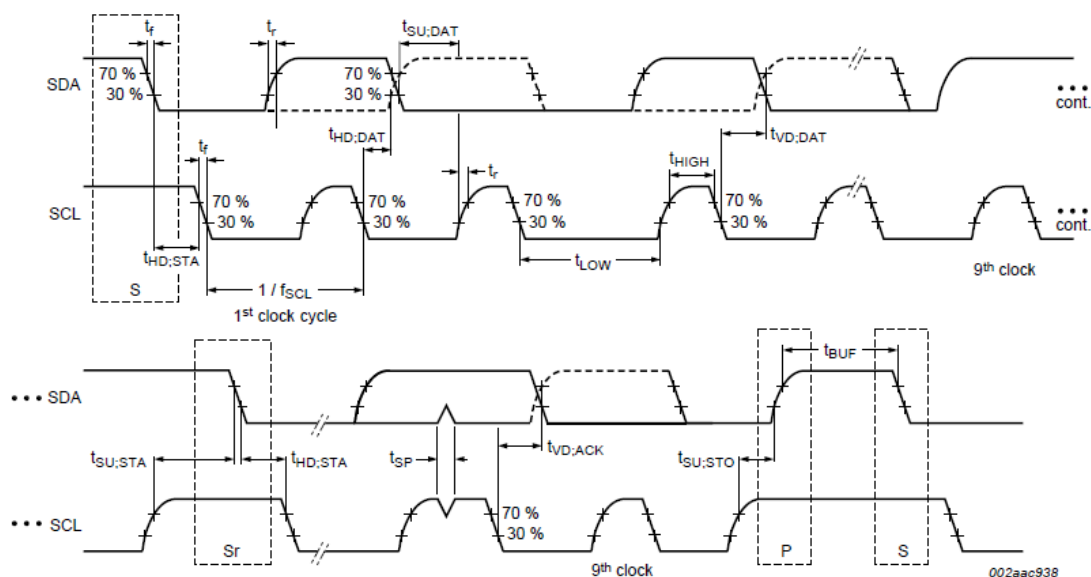 tf tr tSU;DAT
70 % 70 %
SDA 30 % 30 % cont.
tHD;DAT tVD;DAT
tf tr tHIGH
70 % 70 % 70 % 70 %
SCL 30 % 30 % 30 % 30 % cont.
tHD;STA tLOW
S 1 / fSCL 9th clock
1st clock cycle
tBUF
••• SDA
tSU;STA tHD;STA tSP tVD;ACK tSU;STO
70 %
••• SCL 30 %
Sr P S
9th clock
002aac938